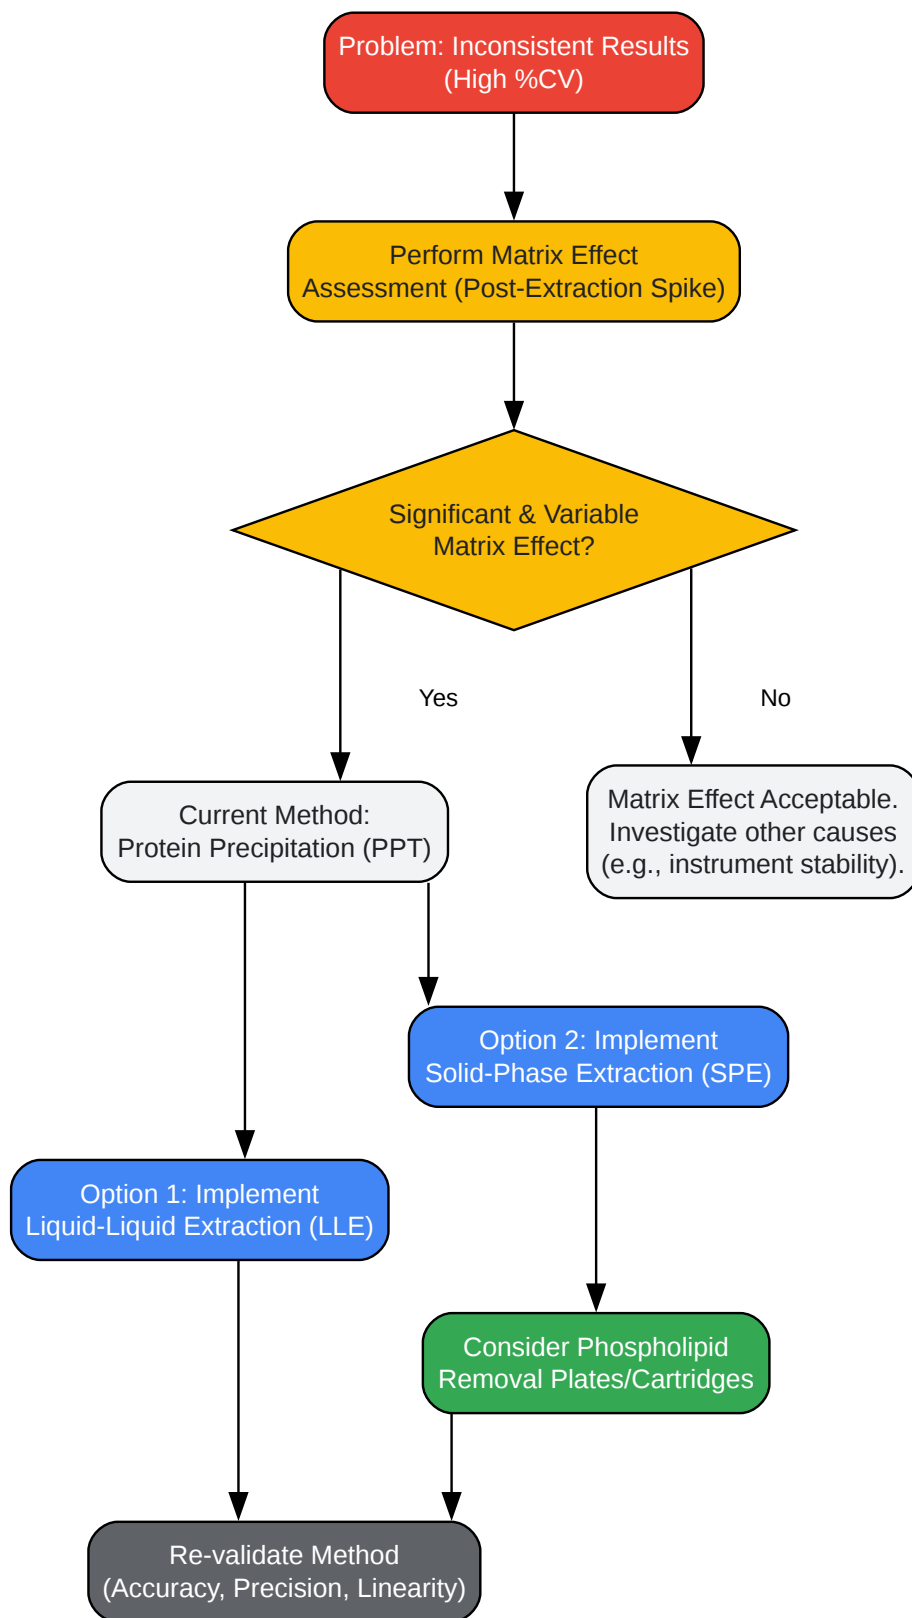 Problem: Inconsistent Results
(High %CV)
Perform Matrix Effect
Assessment (Post-Extraction Spike)
Significant & Variable
Matrix Effect?
Yes
No
Current Method:
Protein Precipitation (PPT)
Matrix Effect Acceptable.
Investigate other causes
(e.g., instrument stability).
Option 2: Implement
Solid-Phase Extraction (SPE)
Option 1: Implement
Liquid-Liquid Extraction (LLE)
Consider Phospholipid
Removal Plates/Cartridges
Re-validate Method
(Accuracy, Precision, Linearity)